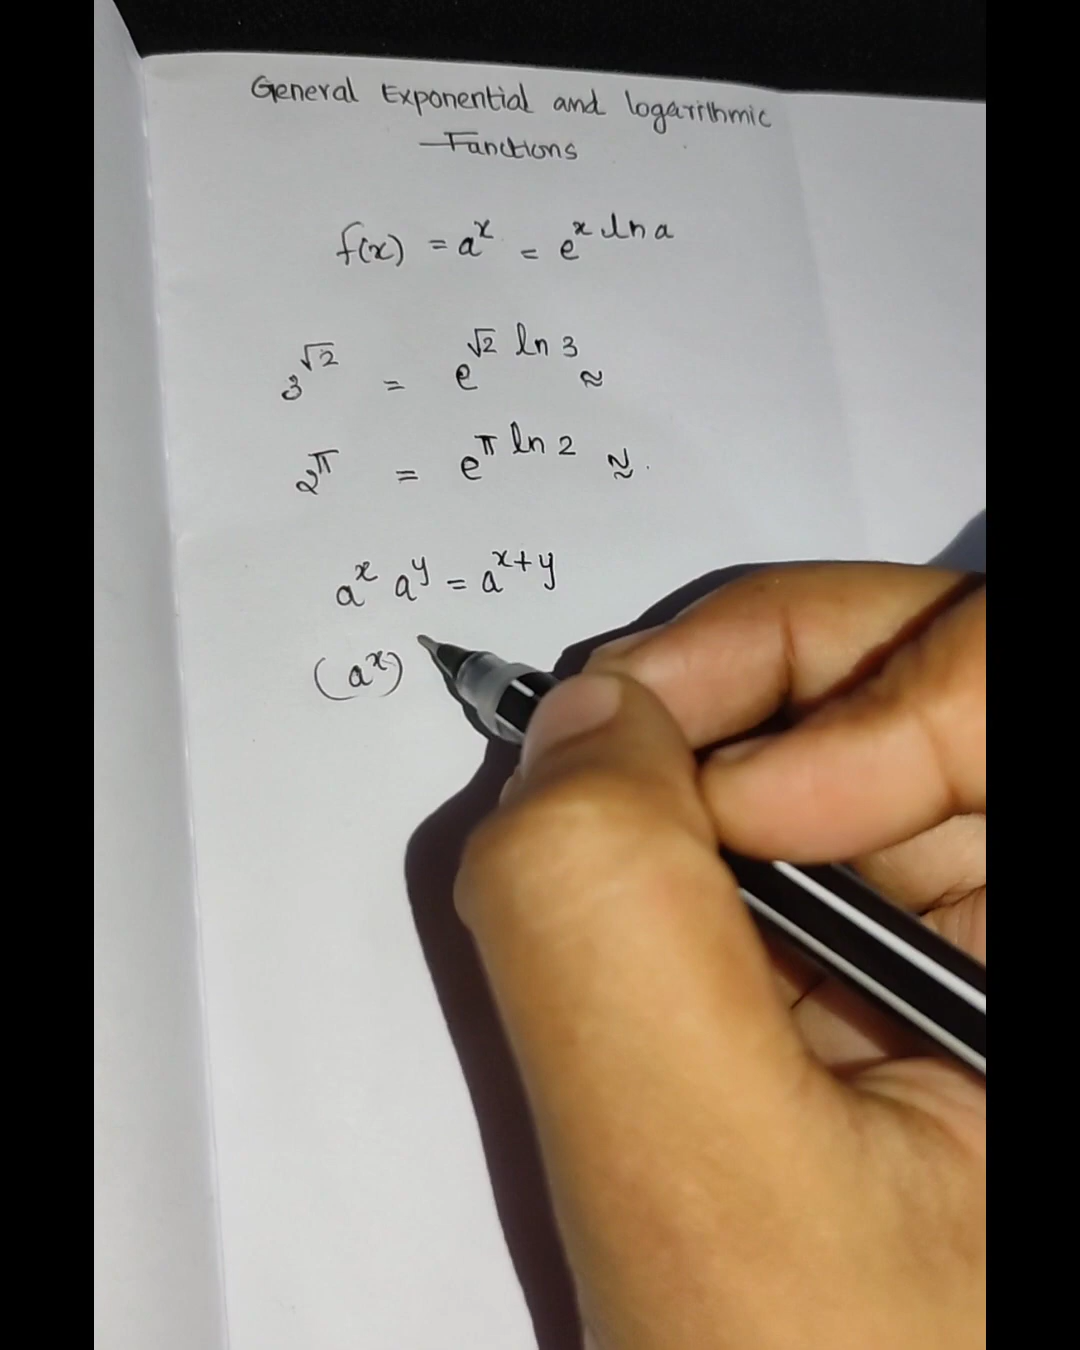 General Exponential and logarithmic
Functions
f(x) = a^x = e^{x ln a}
3^{√2} = e^{√2 ln 3} ≈
2^π = e^{π ln 2} ≈.
a^x a^y = a^{x+y}
(a^x)